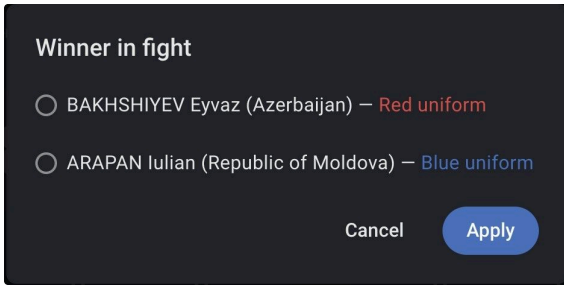 Winner in fight
BAKHSHIYEV Eyvaz (Azerbaijan) — Red uniform
ARAPAN Iulian (Republic of Moldova) — Blue uniform
Cancel Apply